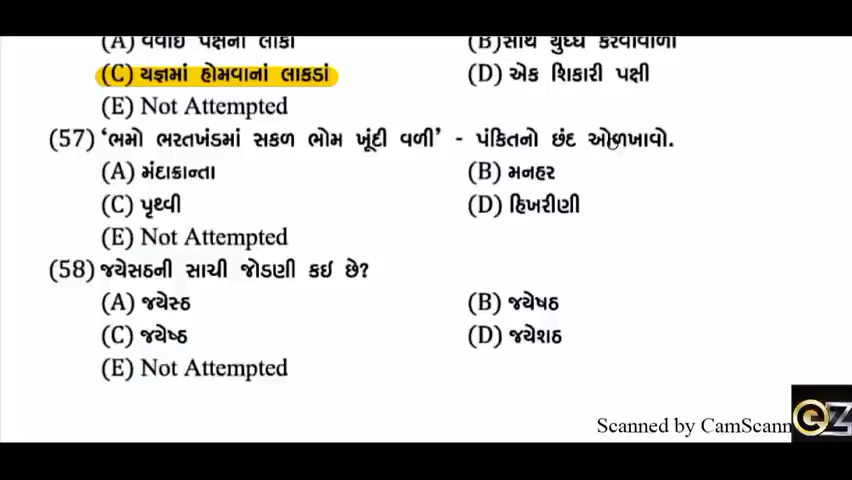 (A) વેવાઈ પક્ષના લોકો (B) સાથે યુધ્ધ કરવાવાળા
(C) યજ્ઞમાં હોમવાનાં લાકડાં (D) એક શિકારી પક્ષી
(E) Not Attempted
(57) ‘ભમો ભરતખંડમાં સકળ ભોમ ખૂંદી વળી’ - પંકિતનો છંદ ઓળખાવો.
(A) મંદાક્રાન્તા (B) મનહર
(C) પૃથ્વી (D) હિખરીણી
(E) Not Attempted
(58) જયેસઠની સાચી જોડણી કઇ છે?
(A) જયેસ્ઠ (B) જયેષઠ
(C) જયેષ્ઠ (D) જયેશઠ
(E) Not Attempted
Scanned by CamScann